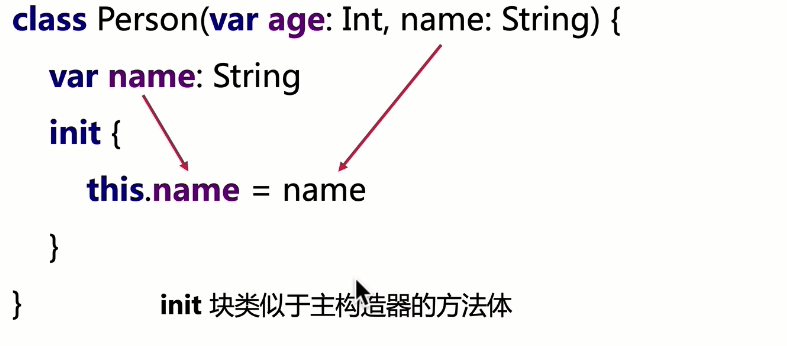 class Person(var age: Int, name: String) {
var name: String
init {
this.name = name
}
}
init 块类似于主构造器的方法体